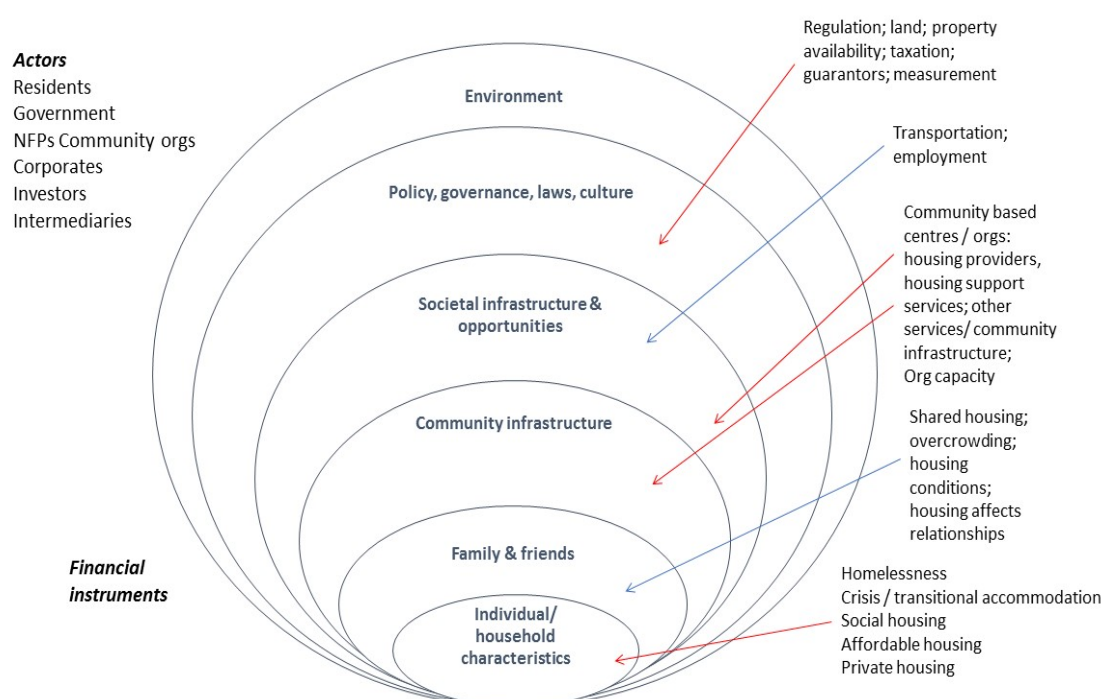 Actors
Residents
Government
NFPs Community orgs
Corporates
Investors
Intermediaries
Environment
Policy, governance, laws, culture
Societal infrastructure &
opportunities
Community infrastructure
Family & friends
Individual/
household
characteristics
Financial
instruments
Regulation; land; property
availability; taxation;
guarantors; measurement
Transportation;
employment
Community based
centres / orgs:
housing providers,
housing support
services; other
services/ community
infrastructure;
Org capacity
Shared housing;
overcrowding;
housing
conditions;
housing affects
relationships
Homelessness
Crisis / transitional accommodation
Social housing
Affordable housing
Private housing